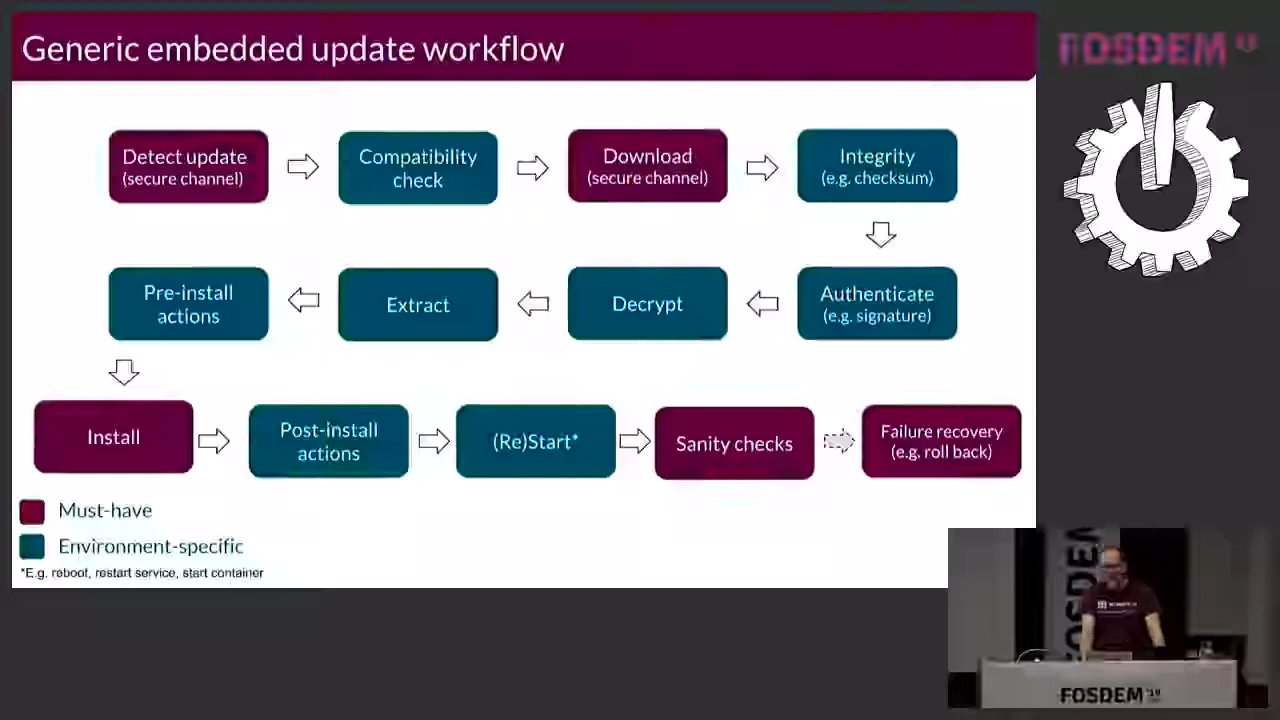 Generic embedded update workflow
FOSDEM
Detect update
(secure channel)
Compatibility
check
Download
(secure channel)
Integrity
(e.g. checksum)
Pre-install
actions
Extract
Decrypt
Authenticate
(e.g. signature)
Install
Post-install
actions
(Re)Start*
Sanity checks
Failure recovery
(e.g. roll back)
Must-have
Environment-specific
*E.g. reboot, restart service, start container
FOSDEM
FOSDEM '19